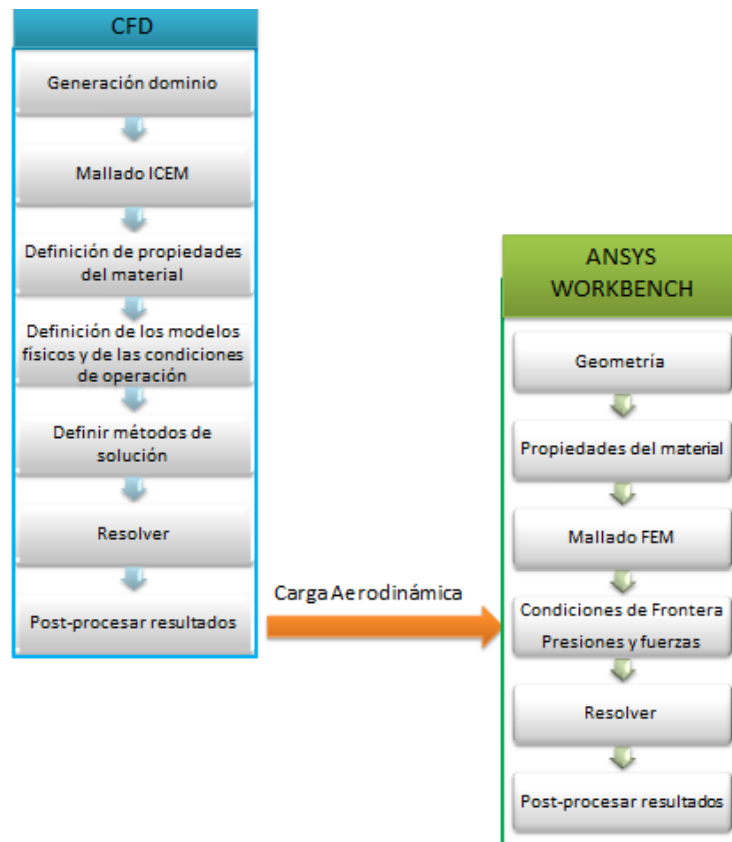 CFD
Generación dominio
Mallado ICEM
Definición de propiedades
del material
Definición de los modelos
físicos y de las condiciones
de operación
Definir métodos de
solución
Resolver
Post-procesar resultados
Carga Aerodinámica
ANSYS
WORKBENCH
Geometría
Propiedades del material
Mallado FEM
Condiciones de Frontera
Presiones y fuerzas
Resolver
Post-procesar resultados